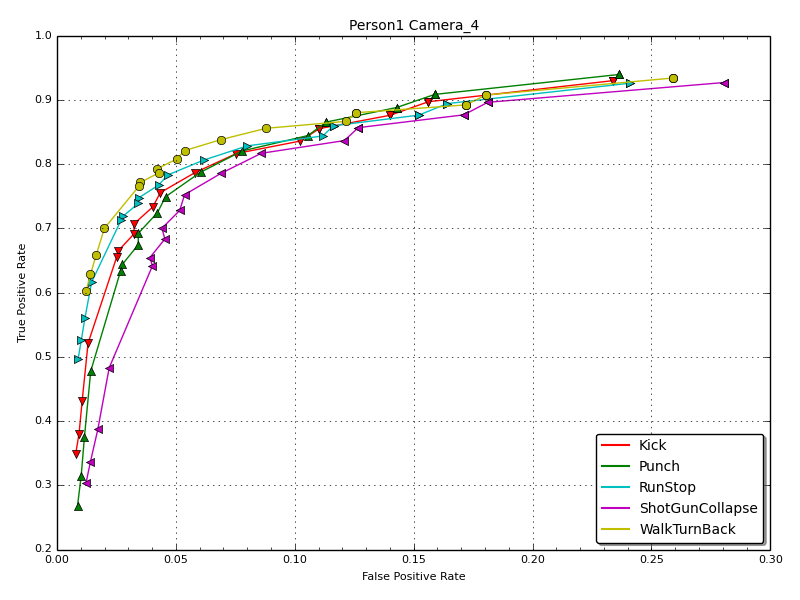 Person1 Camera_4
1.0
0.9
0.8
0.7
0.6
0.5
0.4
0.3
0.2
True Positive Rate
0.00 0.05 0.10 0.15 0.20 0.25 0.30
False Positive Rate
Kick
Punch
RunStop
ShotGunCollapse
WalkTurnBack